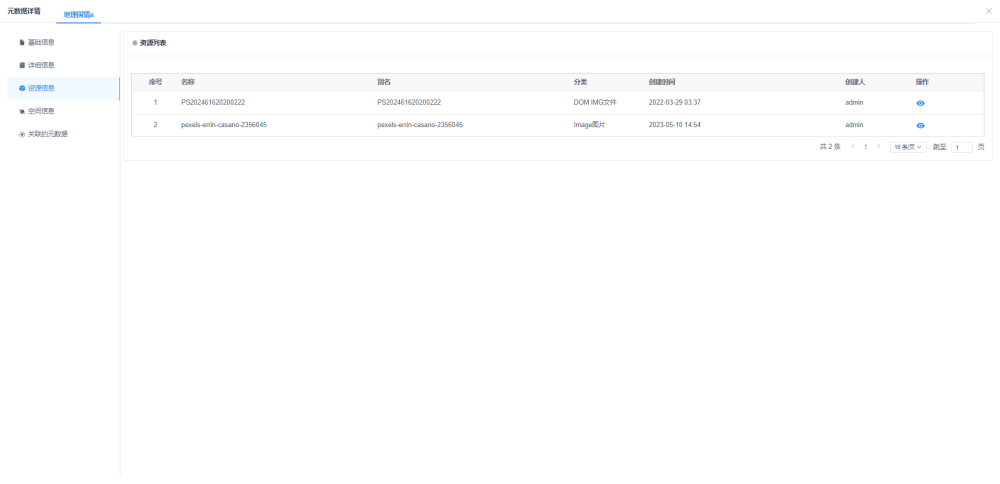 元数据详情 地理国情a
基础信息
详细信息
资源信息
空间信息
关联的元数据
资源列表
序号 名称 别名 分类 创建时间 创建人 操作
1 PS202461620200222 PS202461620200222 DOM IMG文件 2022-03-29 03:37 admin
2 pexels-errin-casano-2356045 pexels-errin-casano-2356045 Image图片 2023-05-10 14:54 admin
共 2 条 1 10 条/页 跳至 1 页